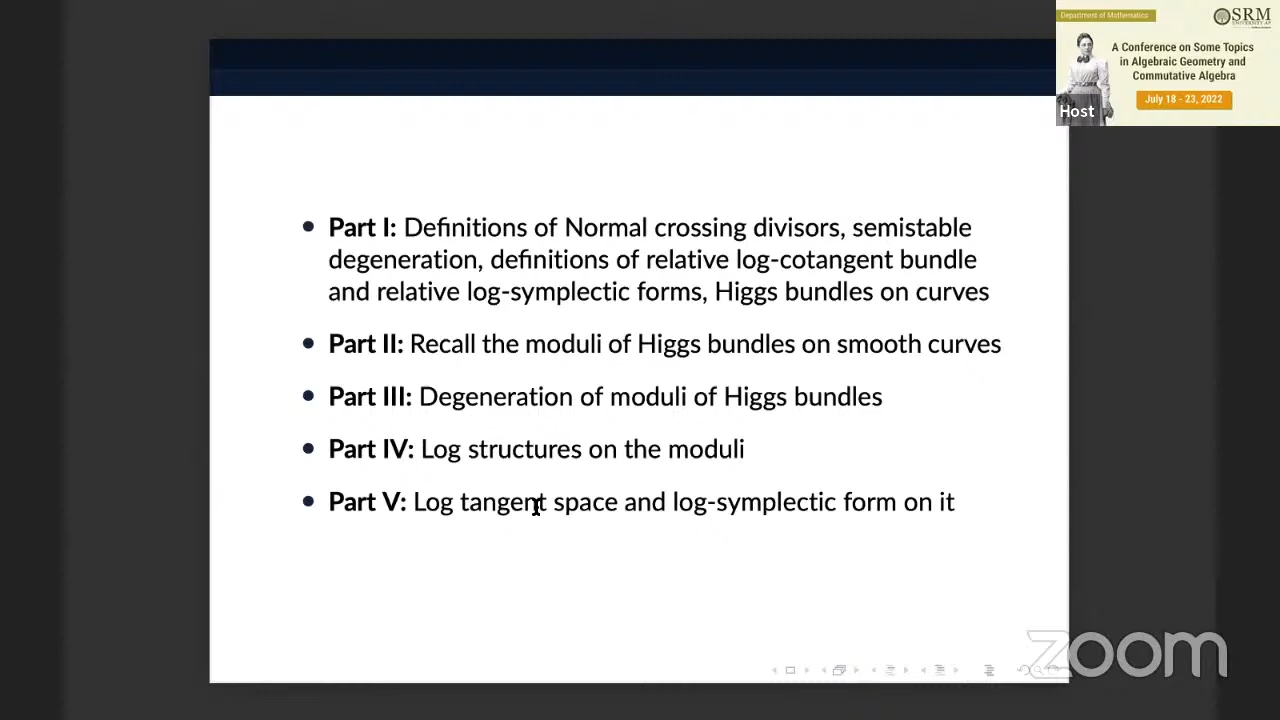 Department of Mathematics
SRM
UNIVERSITY AP
A Conference on Some Topics
in Algebraic Geometry and
Commutative Algebra
July 18 - 23, 2022
Host
• Part I: Definitions of Normal crossing divisors, semistable
degeneration, definitions of relative log-cotangent bundle
and relative log-symplectic forms, Higgs bundles on curves
• Part II: Recall the moduli of Higgs bundles on smooth curves
• Part III: Degeneration of moduli of Higgs bundles
• Part IV: Log structures on the moduli
• Part V: Log tangent space and log-symplectic form on it
zoom